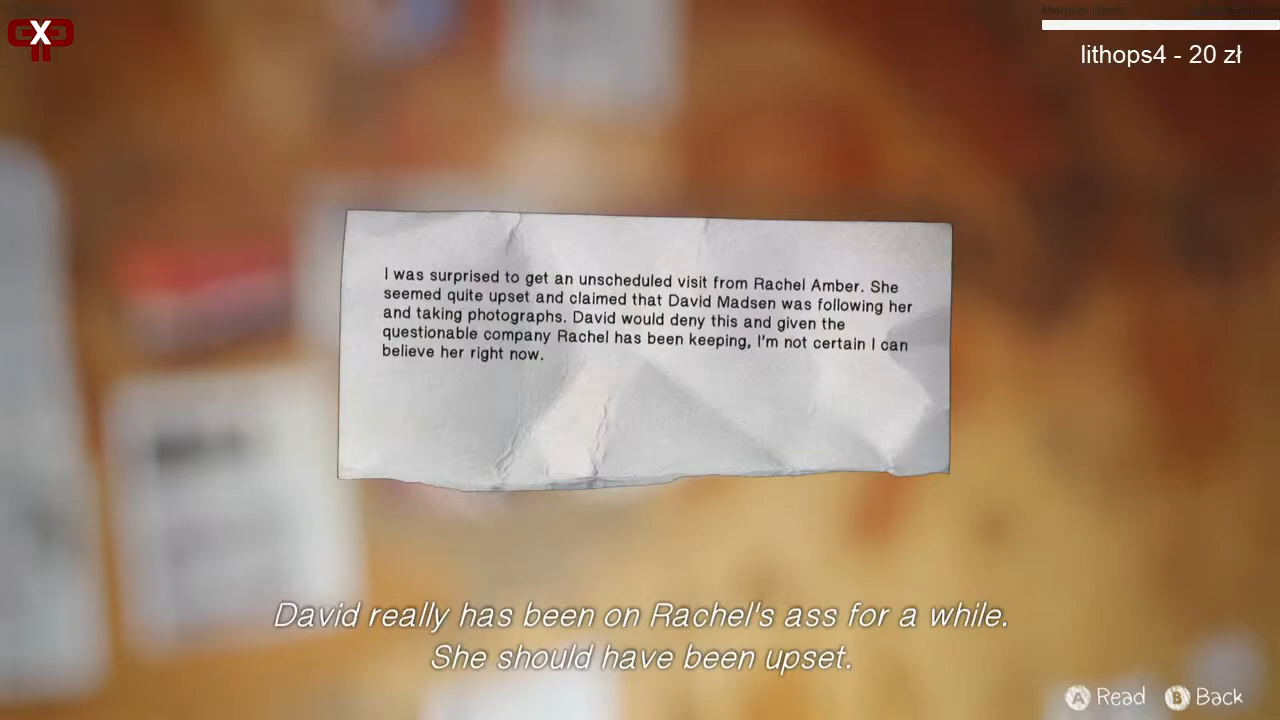 lithops4 - 20 zł
I was surprised to get an unscheduled visit from Rachel Amber. She
seemed quite upset and claimed that David Madsen was following her
and taking photographs. David would deny this and given the
questionable company Rachel has been keeping, I'm not certain I can
believe her right now.
David really has been on Rachel's ass for a while.
She should have been upset.
A Read B Back